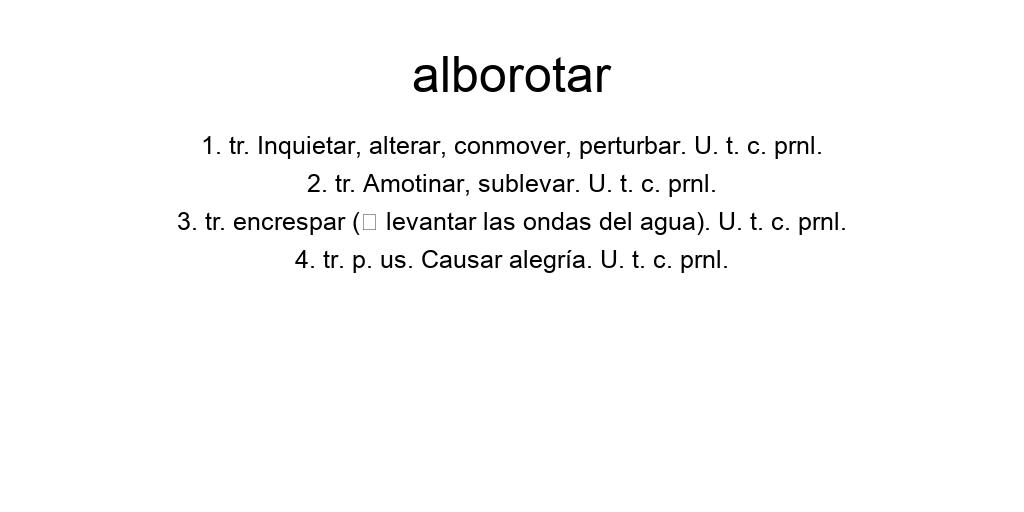 alborotar
1. tr. Inquietar, alterar, conmover, perturbar. U. t. c. prnl.
2. tr. Amotinar, sublevar. U. t. c. prnl.
3. tr. encrespar (□ levantar las ondas del agua). U. t. c. prnl.
4. tr. p. us. Causar alegría. U. t. c. prnl.